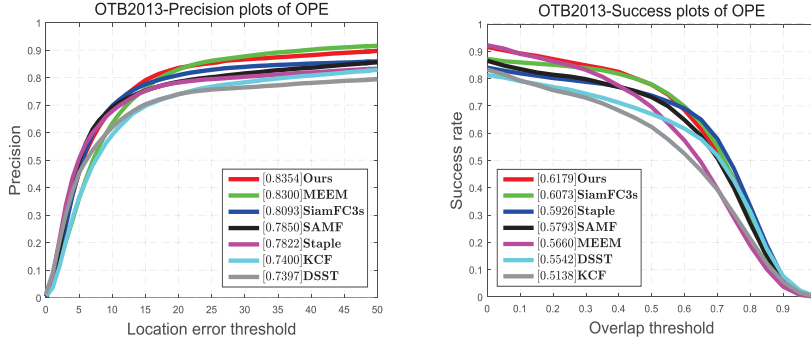 OTB2013-Precision plots of OPE
1
0.9
0.8
0.7
0.6
0.5
0.4
0.3
0.2
0.1
0
Precision
[0.8354]Ours
[0.8300]MEEM
[0.8093]SiamFC3s
[0.7850]SAMF
[0.7822]Staple
[0.7400]KCF
[0.7397]DSST
0 5 10 15 20 25 30 35 40 45 50
Location error threshold
OTB2013-Success plots of OPE
1
0.9
0.8
0.7
0.6
0.5
0.4
0.3
0.2
0.1
0
Success rate
[0.6179]Ours
[0.6073]SiamFC3s
[0.5926]Staple
[0.5793]SAMF
[0.5660]MEEM
[0.5542]DSST
[0.5138]KCF
0 0.1 0.2 0.3 0.4 0.5 0.6 0.7 0.8 0.9
Overlap threshold